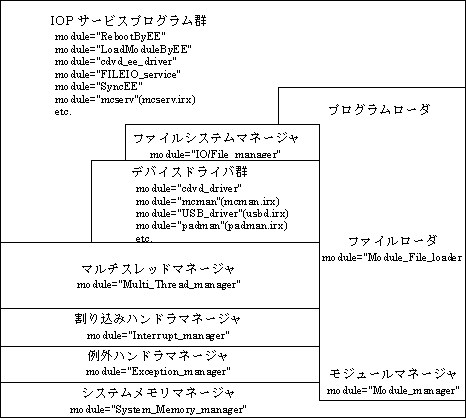 IOP サービスプログラム群
module="RebootByEE"
module="LoadModuleByEE"
module="cdvd_ee_driver"
module="FILEIO_service"
module="SyncEE"
module="mcserv"(mcserv.irx)
etc.
プログラムローダ
ファイルシステムマネージャ
module="IO/File_manager"
デバイスドライバ群
module="cdvd_driver"
module="mcman"(mcman.irx)
module="USB_driver"(usbd.irx)
module="padman"(padman.irx)
etc.
ファイルローダ
module="Module_File_loader
マルチスレッドマネージャ
module="Multi_Thread_manager"
割り込みハンドラマネージャ
module="Interrupt_manager"
例外ハンドラマネージャ
module="Exception_manager"
モジュールマネージャ
module="Module_manager"
システムメモリマネージャ
module="System_Memory_manager"